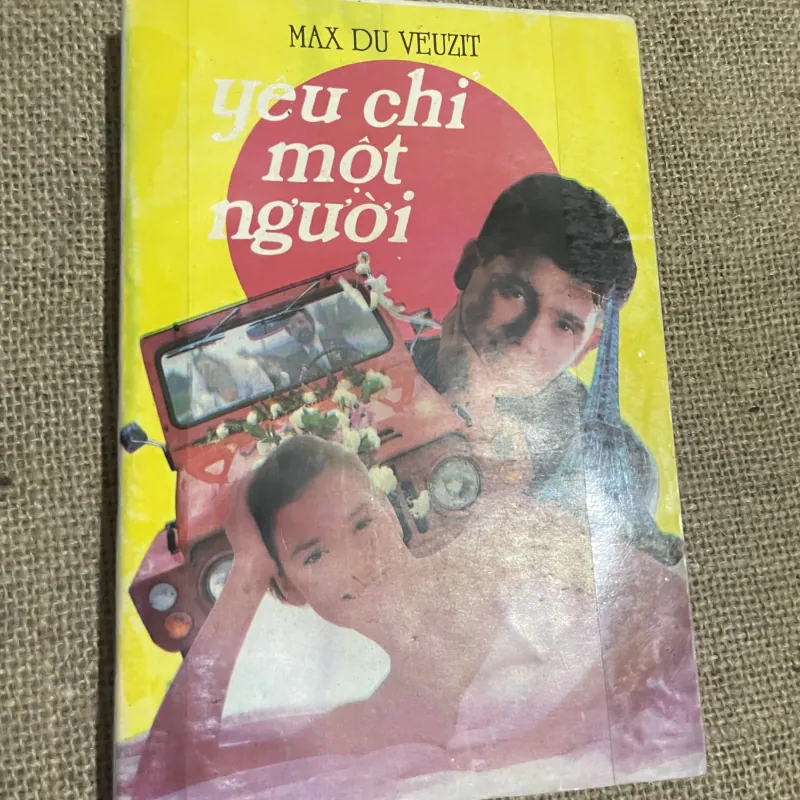 MAX DU VEUZIT
yêu chỉ
một
người